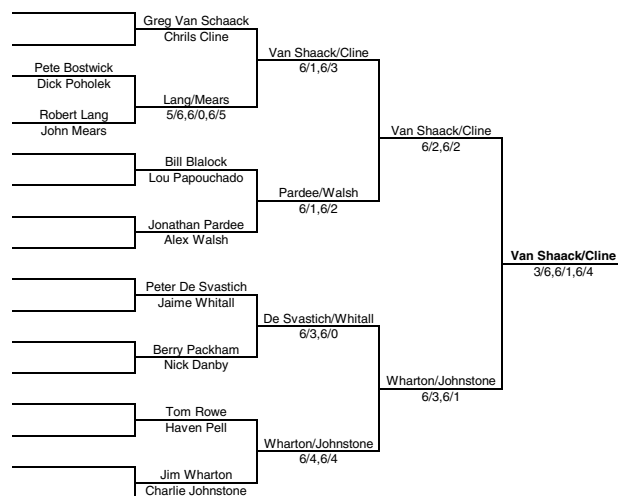 Greg Van Schaack
Chrils Cline
Van Shaack/Cline
6/1,6/3
Pete Bostwick
Dick Poholek
Lang/Mears
5/6,6/0,6/5
Robert Lang
John Mears
Van Shaack/Cline
6/2,6/2
Bill Blalock
Lou Papouchado
Pardee/Walsh
6/1,6/2
Jonathan Pardee
Alex Walsh
Van Shaack/Cline
3/6,6/1,6/4
Peter De Svastich
Jaime Whitall
De Svastich/Whitall
6/3,6/0
Berry Packham
Nick Danby
Wharton/Johnstone
6/3,6/1
Tom Rowe
Haven Pell
Wharton/Johnstone
6/4,6/4
Jim Wharton
Charlie Johnstone